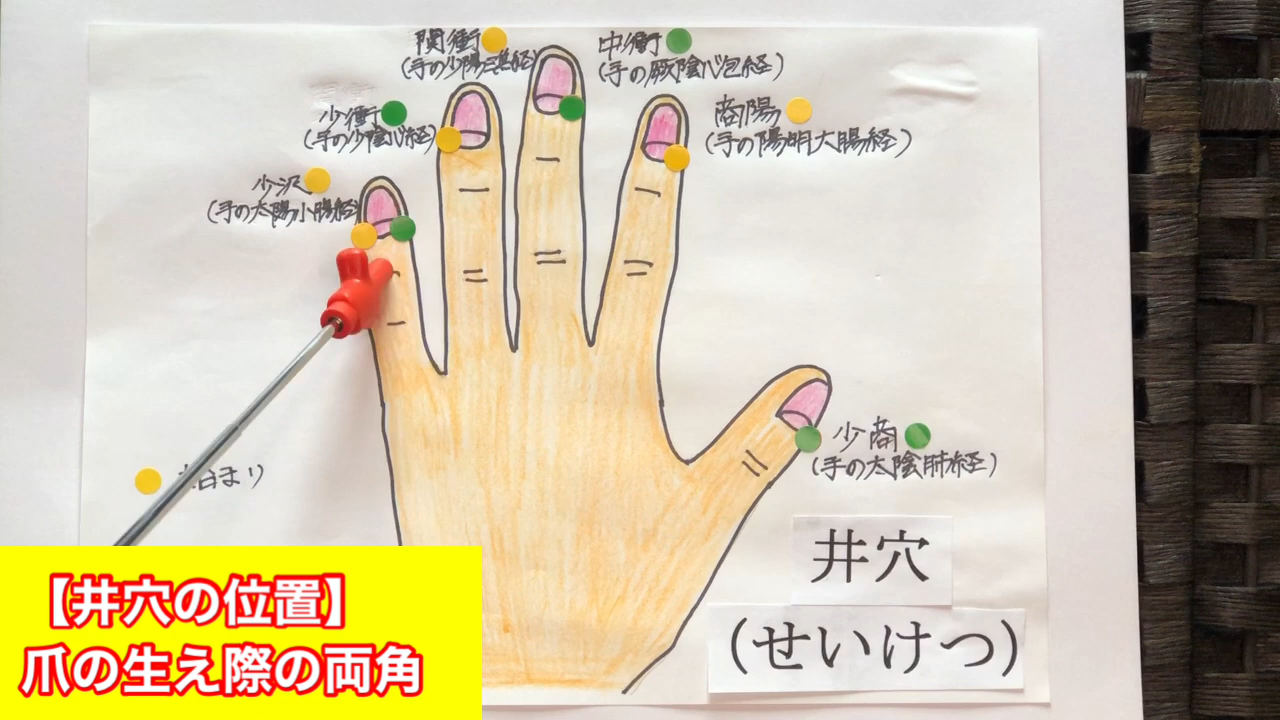 関衝
(手の少陽三焦経)
中衝
(手の厥陰心包経)
少衝
(手の少陰心経)
商陽
(手の陽明大腸経)
少沢
(手の太陽小腸経)
少商
(手の太陰肺経)
始まり
井穴
(せいけつ)
【井穴の位置】
爪の生え際の両角